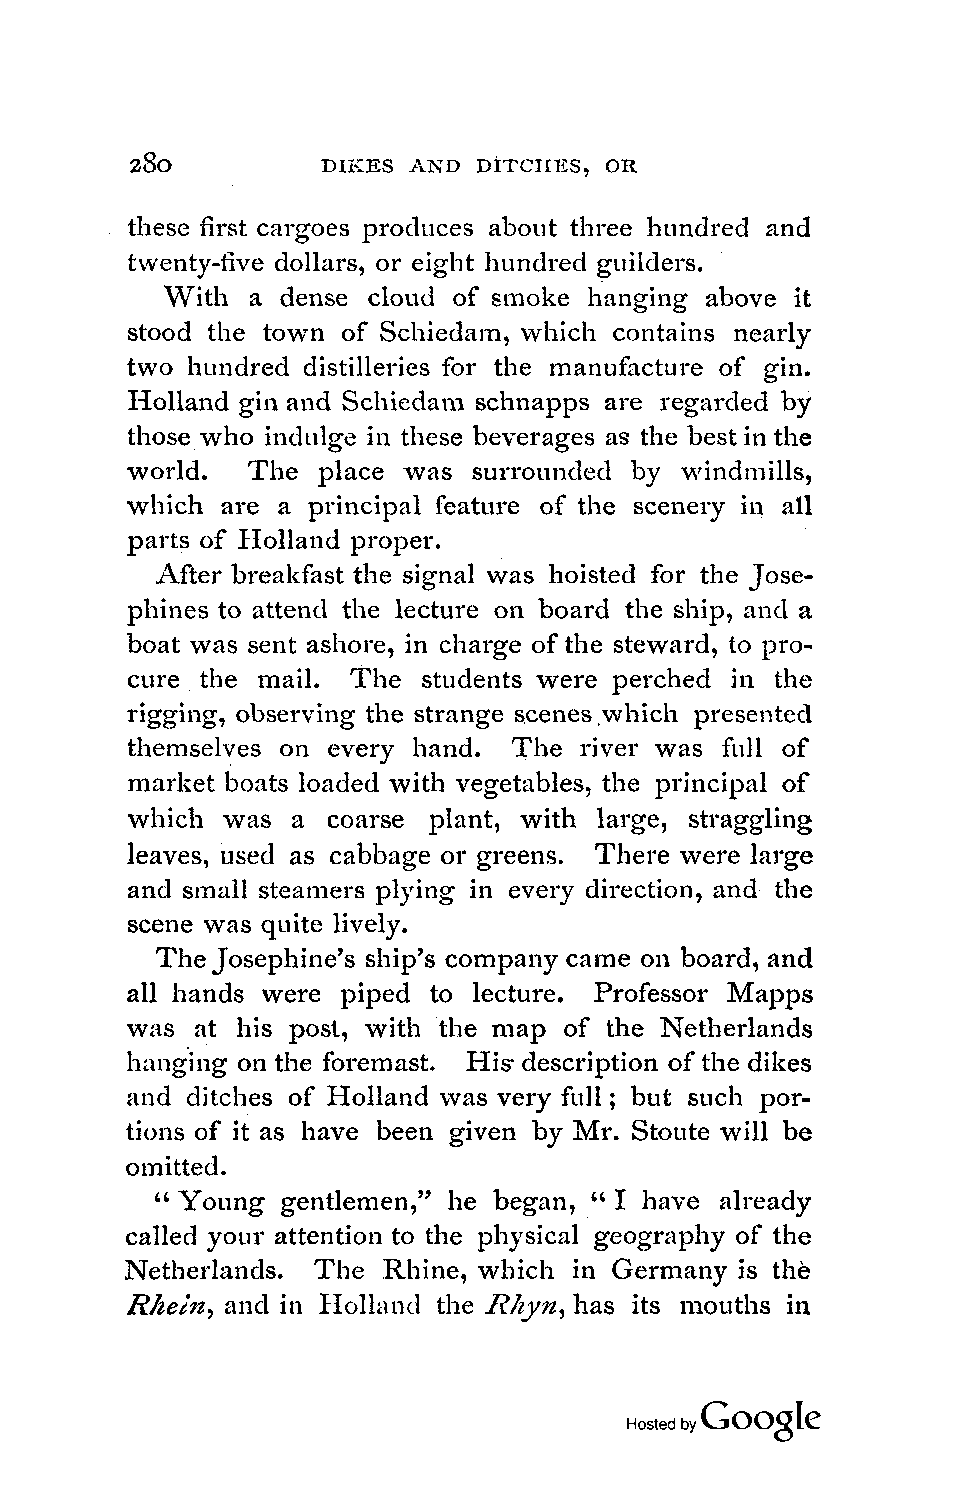 280 DIKES AND DITCHES, OR
these first cargoes produces about three hundred and
twenty-five dollars, or eight hundred guilders.
With a dense cloud of smoke hanging above it
stood the town of Schiedam, which contains nearly
two hundred distilleries for the manufacture of gin.
Holland gin and Schiedam schnapps are regarded by
those who indulge in these beverages as the best in the
world. The place was surrounded by windmills,
which are a principal feature of the scenery in all
parts of Holland proper.
After breakfast the signal was hoisted for the Jose-
phines to attend the lecture on board the ship, and a
boat was sent ashore, in charge of the steward, to pro-
cure the mail. The students were perched in the
rigging, observing the strange scenes which presented
themselves on every hand. The river was full of
market boats loaded with vegetables, the principal of
which was a coarse plant, with large, straggling
leaves, used as cabbage or greens. There were large
and small steamers plying in every direction, and the
scene was quite lively.
The Josephine's ship's company came on board, and
all hands were piped to lecture. Professor Mapps
was at his post, with the map of the Netherlands
hanging on the foremast. His description of the dikes
and ditches of Holland was very full; but such por-
tions of it as have been given by Mr. Stoute will be
omitted.
"Young gentlemen," he began, "I have already
called your attention to the physical geography of the
Netherlands. The Rhine, which in Germany is the
Rhein, and in Holland the Rhyn, has its mouths in
Hosted by Google